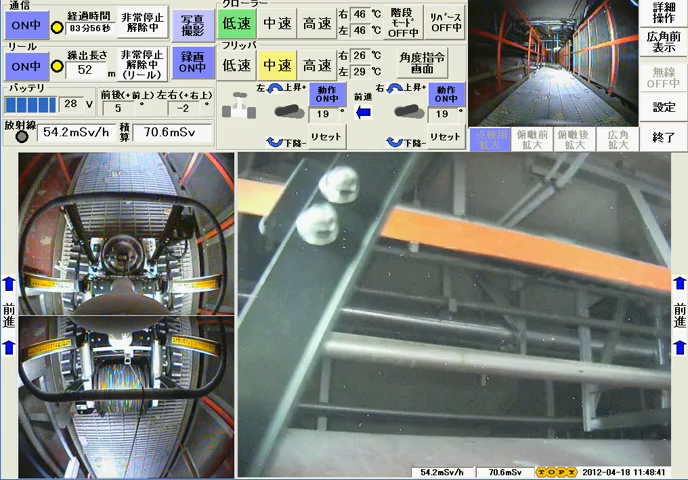 通信
ON中
経過時間
83分56秒
非常停止
解除中
写真
撮影
リール
ON中
繰出長さ
52 m
非常停止
解除中
(リール)
録画
ON中
バッテリ
28 V
前後(+前上)
5 °
左右(+右上)
-2 °
放射線
54.2mSv/h
積算
70.6mSv
クローラー
低速
中速
高速
右 46 ℃
左 46 ℃
階段
モード
OFF中
リバース
OFF中
フリッパ
低速
中速
高速
右 26 ℃
左 29 ℃
角度指令
画面
左
上昇+
下降-
動作
ON中
19 °
リセット
前進
右
上昇+
下降-
動作
ON中
19 °
リセット
点検用
拡大
俯瞰前
拡大
俯瞰後
拡大
広角
拡大
詳細
操作
広角前
表示
無線
OFF中
設定
終了
前進
前進
54.2mSv/h
70.6mSv
TOPY
2012-04-18 11:48:41